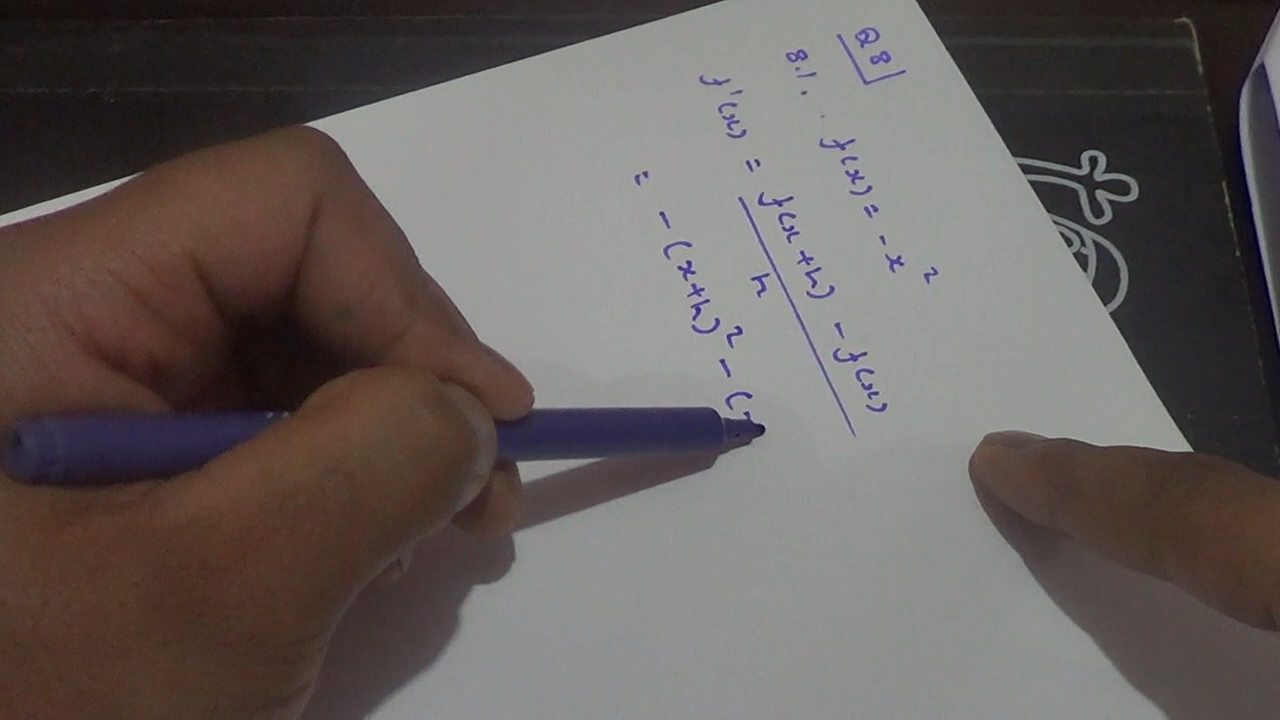 Q8
8.1. f(x) = -x²
f'(x) = f(x+h) - f(x)
h
= -(x+h)² - (-